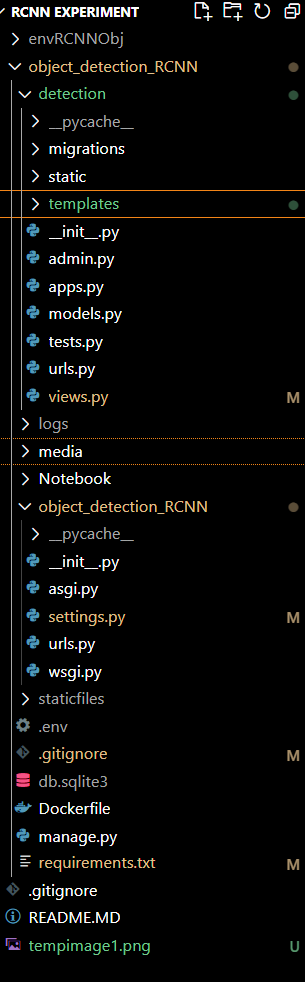 RCNN EXPERIMENT
envRCNNObj
object_detection_RCNN
detection
__pycache__
migrations
static
templates
__init__.py
admin.py
apps.py
models.py
tests.py
urls.py
views.py M
logs
media
Notebook
object_detection_RCNN
__pycache__
__init__.py
asgi.py
settings.py M
urls.py
wsgi.py
staticfiles
.env
.gitignore M
db.sqlite3
Dockerfile
manage.py
requirements.txt M
.gitignore
README.MD
tempimage1.png U